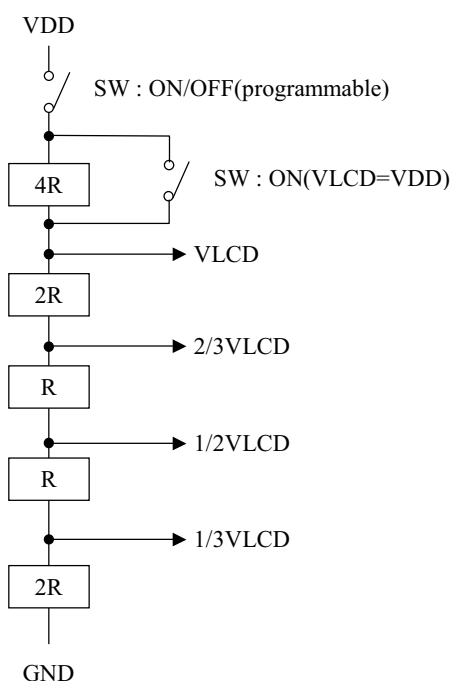 VDD
SW : ON/OFF(programmable)
4R
SW : ON(VLCD=VDD)
VLCD
2R
2/3VLCD
R
1/2VLCD
R
1/3VLCD
2R
GND